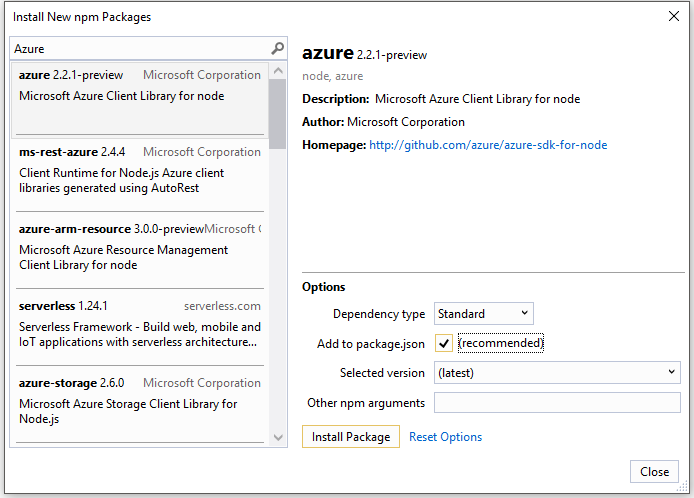 Install New npm Packages
Azure
azure 2.2.1-preview Microsoft Corporation
Microsoft Azure Client Library for node
ms-rest-azure 2.4.4 Microsoft Corporation
Client Runtime for Node.js Azure client
libraries generated using AutoRest
azure-arm-resource 3.0.0-preview Microsoft C
Microsoft Azure Resource Management
Client Library for node
serverless 1.24.1 serverless.com
Serverless Framework - Build web, mobile and
IoT applications with serverless architecture...
azure-storage 2.6.0 Microsoft Corporation
Microsoft Azure Storage Client Library for
Node.js
azure 2.2.1-preview
node, azure
Description: Microsoft Azure Client Library for node
Author: Microsoft Corporation
Homepage: http://github.com/azure/azure-sdk-for-node
Options
Dependency type Standard
Add to package.json (recommended)
Selected version (latest)
Other npm arguments
Install Package Reset Options
Close